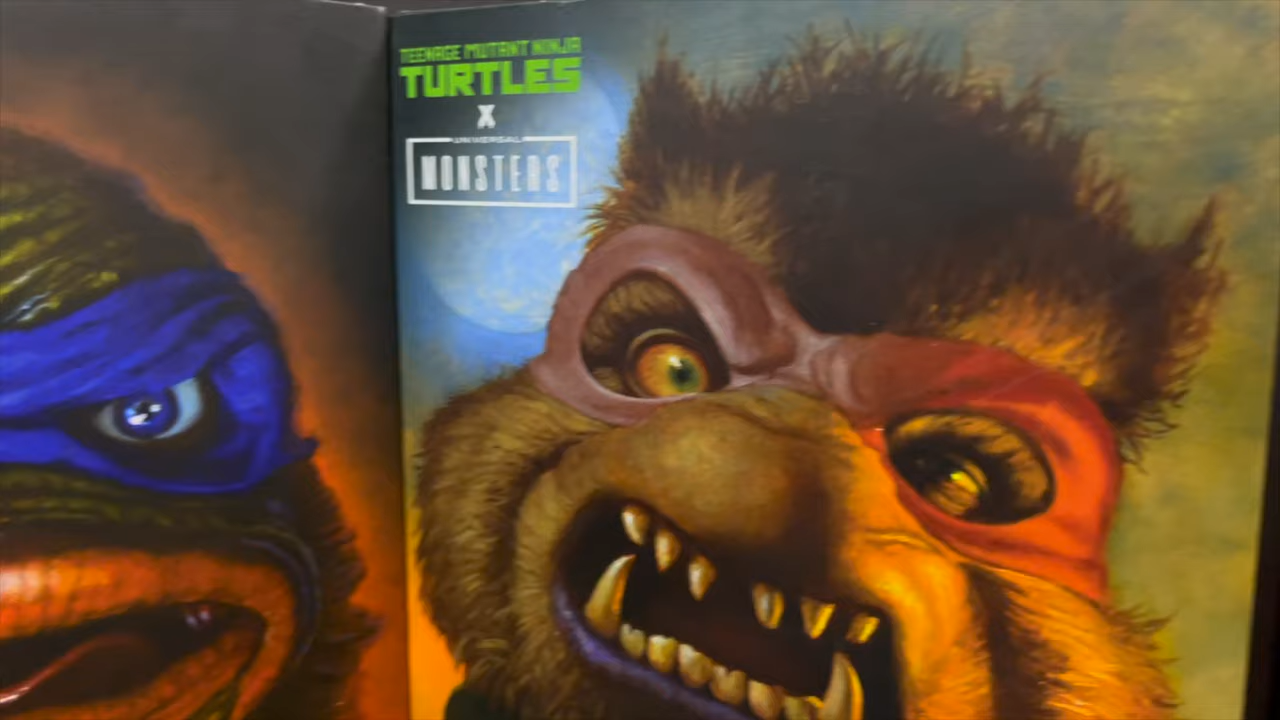 TEENAGE MUTANT NINJA
TURTLES
X
UNIVERSAL
MONSTERS